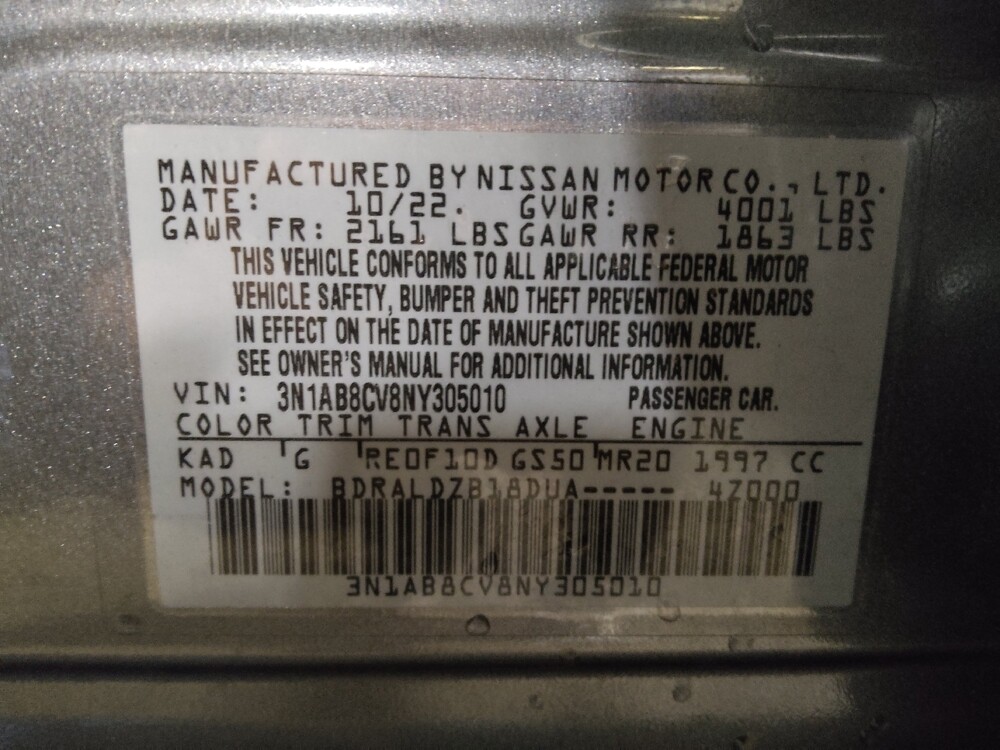 MANUFACTURED BY NISSAN MOTOR CO., LTD.
DATE: 10/22. GVWR: 4001 LBS
GAWR FR: 2161 LBS GAWR RR: 1863 LBS
THIS VEHICLE CONFORMS TO ALL APPLICABLE FEDERAL MOTOR
VEHICLE SAFETY, BUMPER AND THEFT PREVENTION STANDARDS
IN EFFECT ON THE DATE OF MANUFACTURE SHOWN ABOVE.
SEE OWNER'S MANUAL FOR ADDITIONAL INFORMATION.
VIN: 3N1AB8CV8NY305010 PASSENGER CAR.
COLOR TRIM TRANS AXLE ENGINE
KAD G RE0F10D GS50 MR20 1997 CC
MODEL: BDRALDZB18DUA----- 4Z000
3N1AB8CV8NY305010